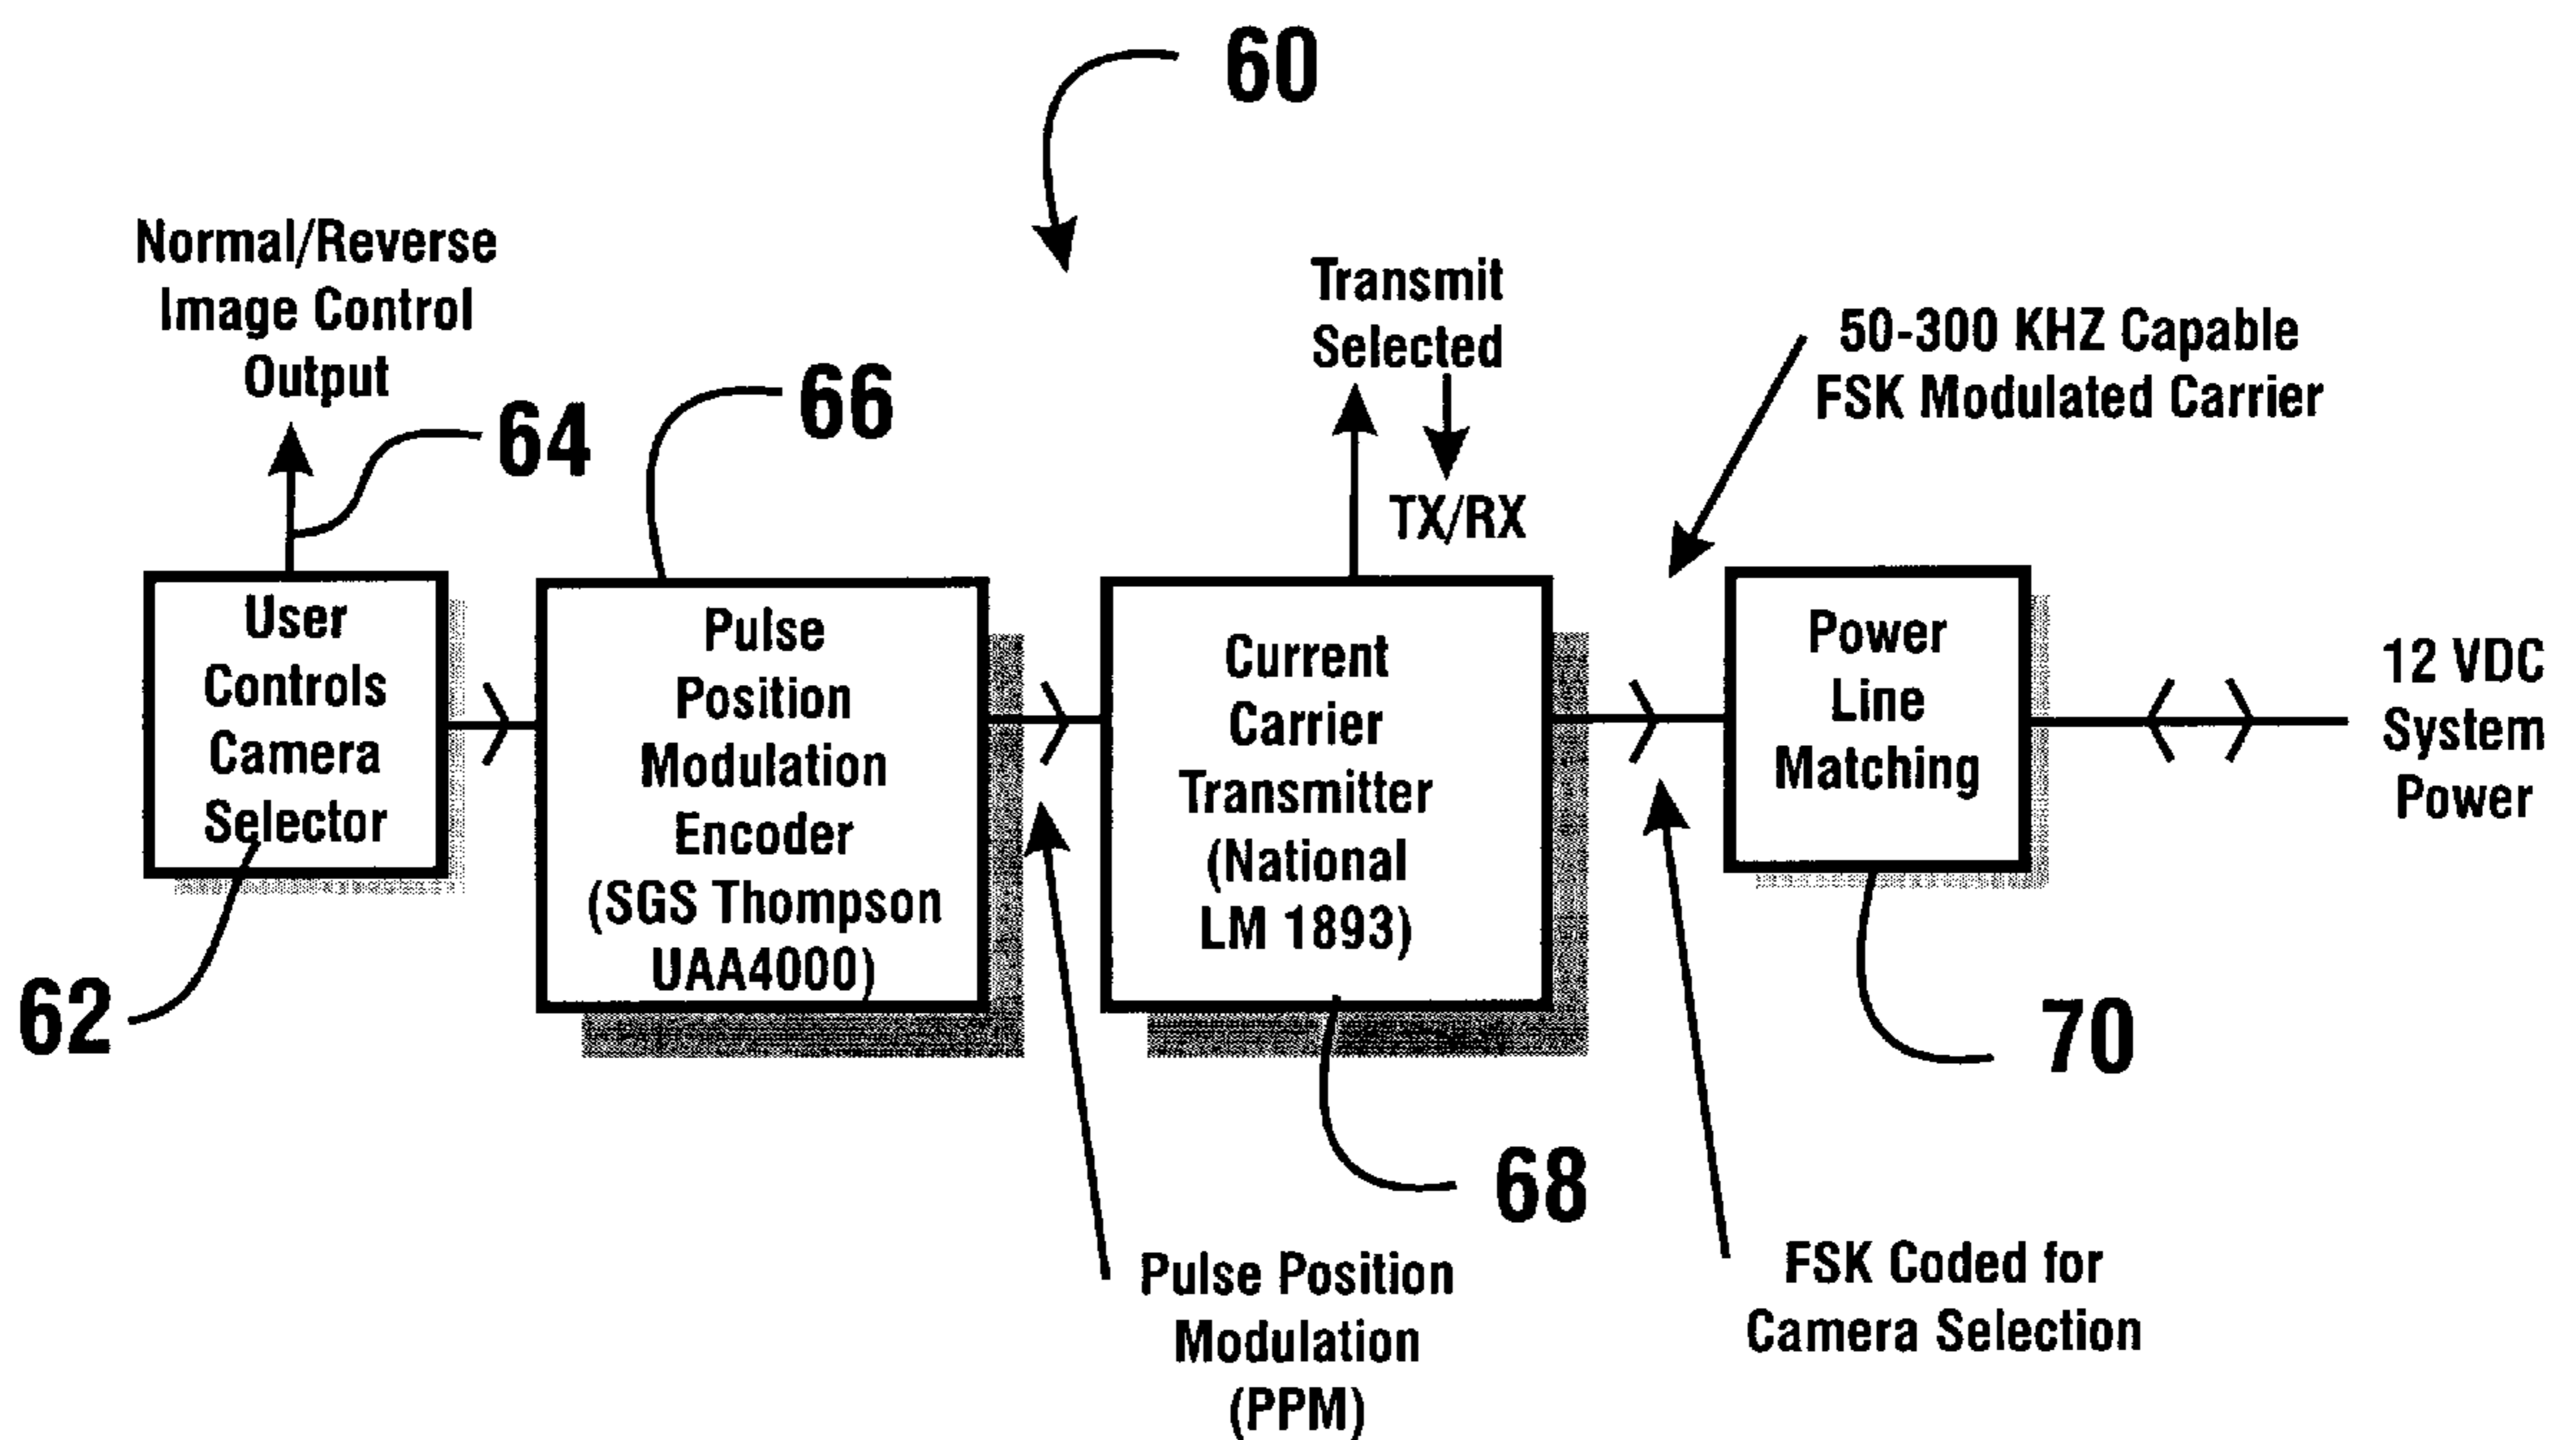 60
Normal/Reverse
Image Control
Output
64
66
Transmit
Selected
TX/RX
50-300 KHZ Capable
FSK Modulated Carrier
User
Controls
Camera
Selector
62
Pulse
Position
Modulation
Encoder
(SGS Thompson
UAA4000)
Current
Carrier
Transmitter
(National
LM 1893)
68
Power
Line
Matching
70
12 VDC
System
Power
Pulse Position
Modulation
(PPM)
FSK Coded for
Camera Selection